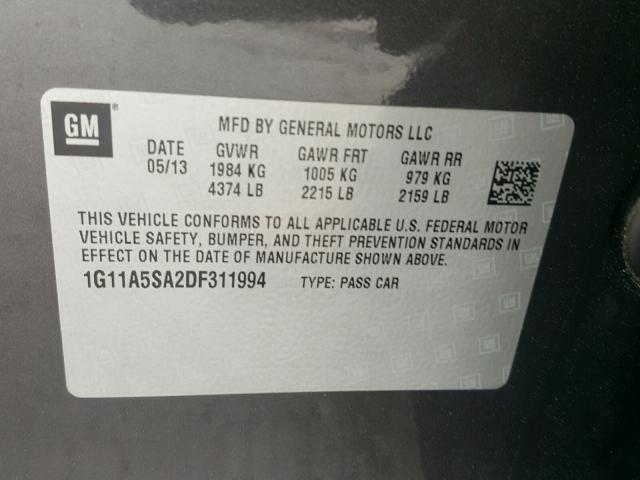 GM®
MFD BY GENERAL MOTORS LLC
DATE GVWR GAWR FRT GAWR RR
05/13 1984 KG 1005 KG 979 KG
4374 LB 2215 LB 2159 LB
THIS VEHICLE CONFORMS TO ALL APPLICABLE U.S. FEDERAL MOTOR
VEHICLE SAFETY, BUMPER, AND THEFT PREVENTION STANDARDS IN
EFFECT ON THE DATE OF MANUFACTURE SHOWN ABOVE.
1G11A5SA2DF311994 TYPE: PASS CAR